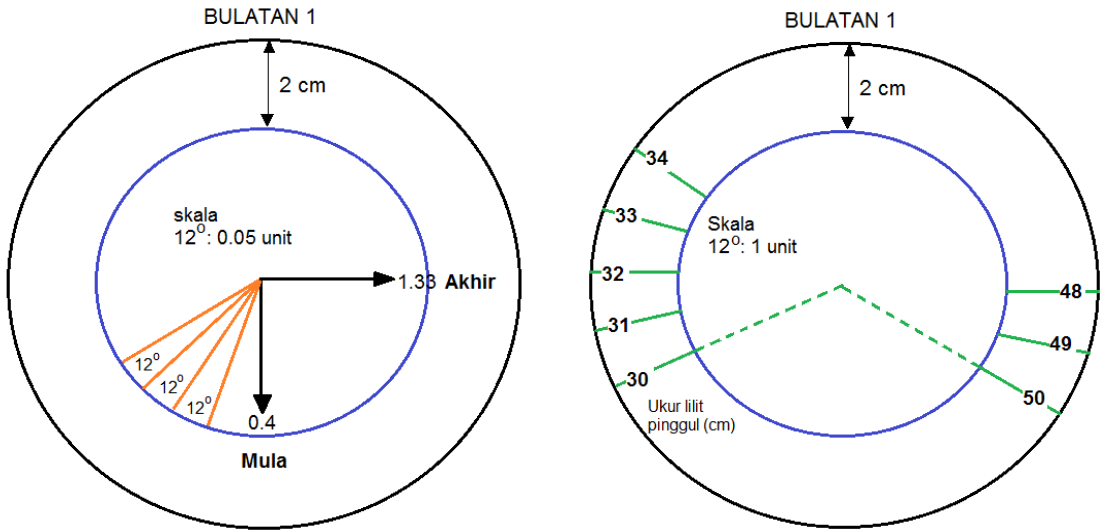 BULATAN 1
2 cm
skala
12°: 0.05 unit
1.33 Akhir
12°
12°
12°
0.4
Mula
BULATAN 1
2 cm
34
33
Skala
12°: 1 unit
32
31
30
48
49
50
Ukur lilit
pinggul (cm)